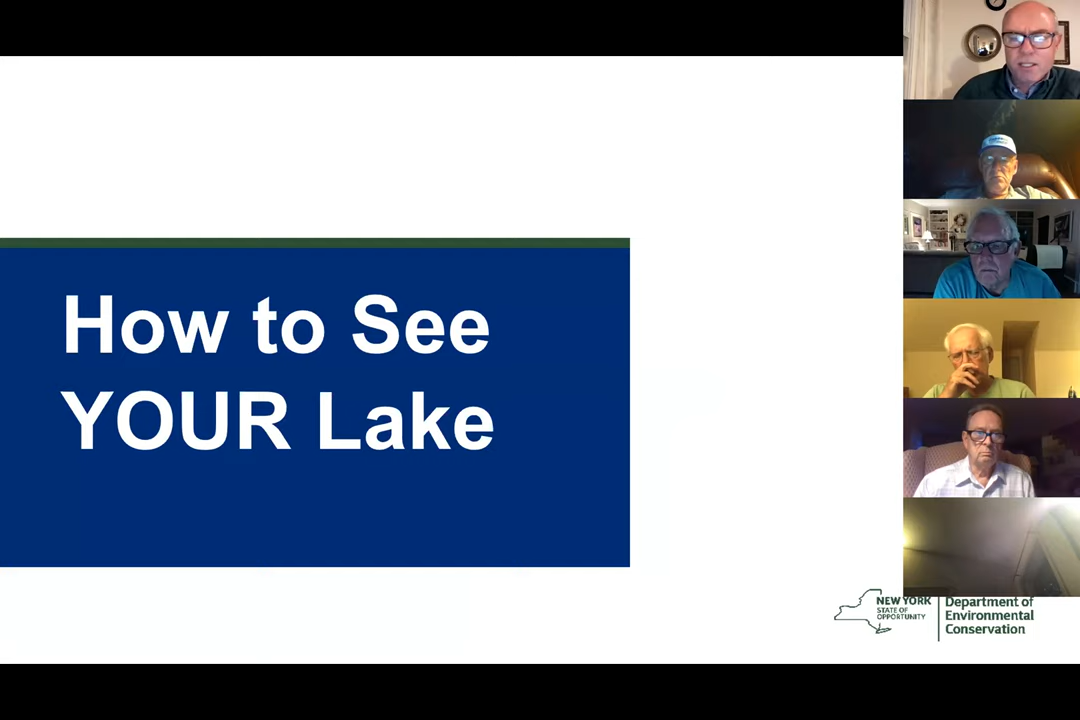 How to See
YOUR Lake
NEW YORK
STATE OF
OPPORTUNITY
Department of
Environmental
Conservation